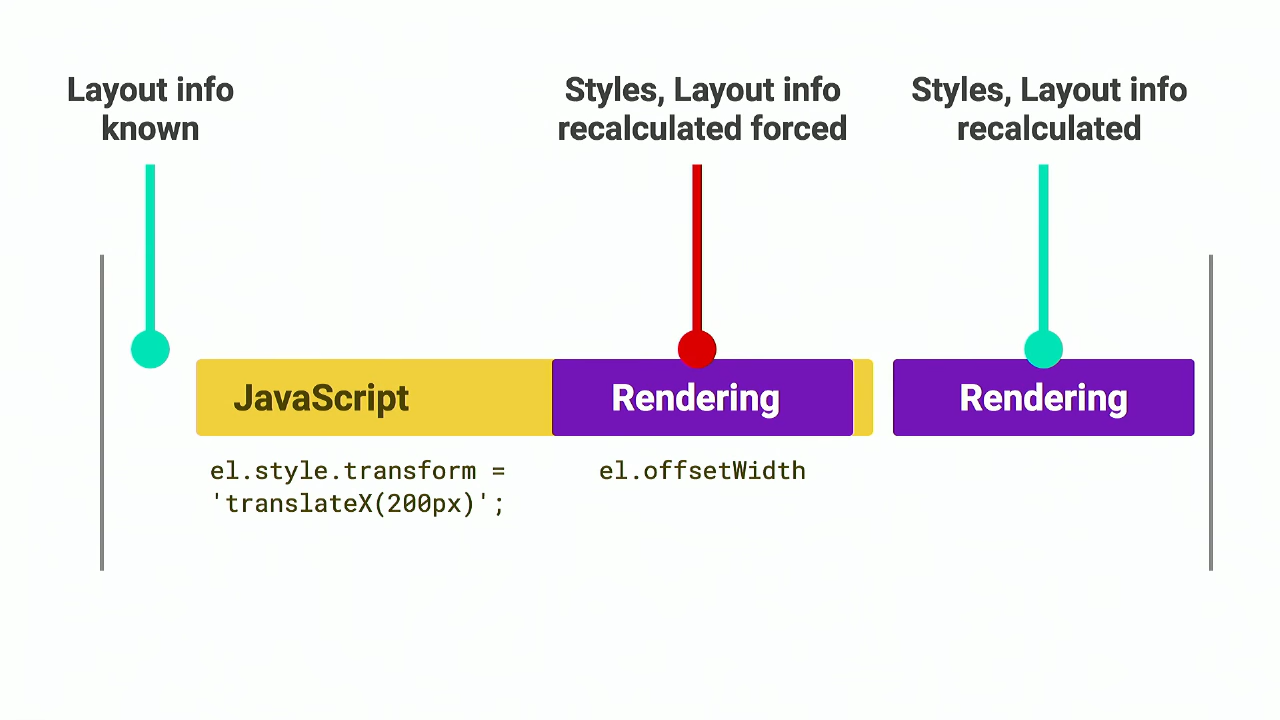 Layout info
known
Styles, Layout info
recalculated forced
Styles, Layout info
recalculated
JavaScript
Rendering
Rendering
el.style.transform =
'translateX(200px)';
el.offsetWidth